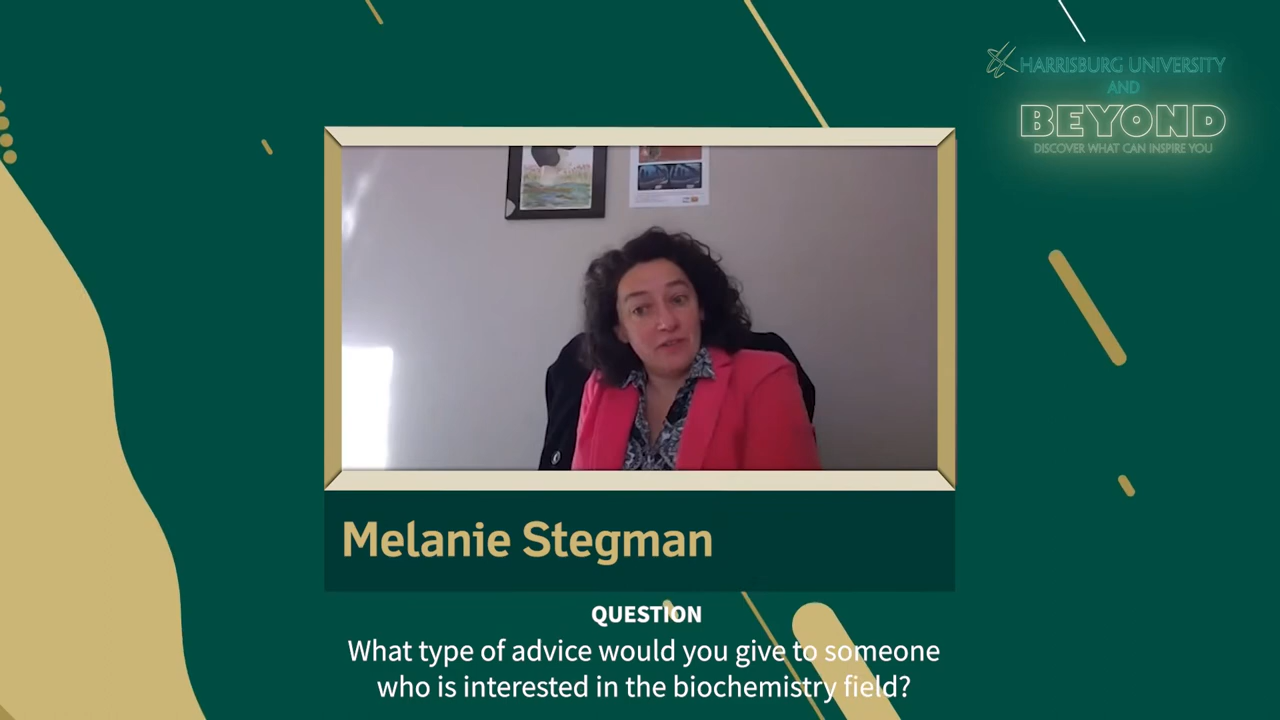 HARRISBURG UNIVERSITY
AND
BEYOND
DISCOVER WHAT CAN INSPIRE YOU
Melanie Stegman
QUESTION
What type of advice would you give to someone
who is interested in the biochemistry field?